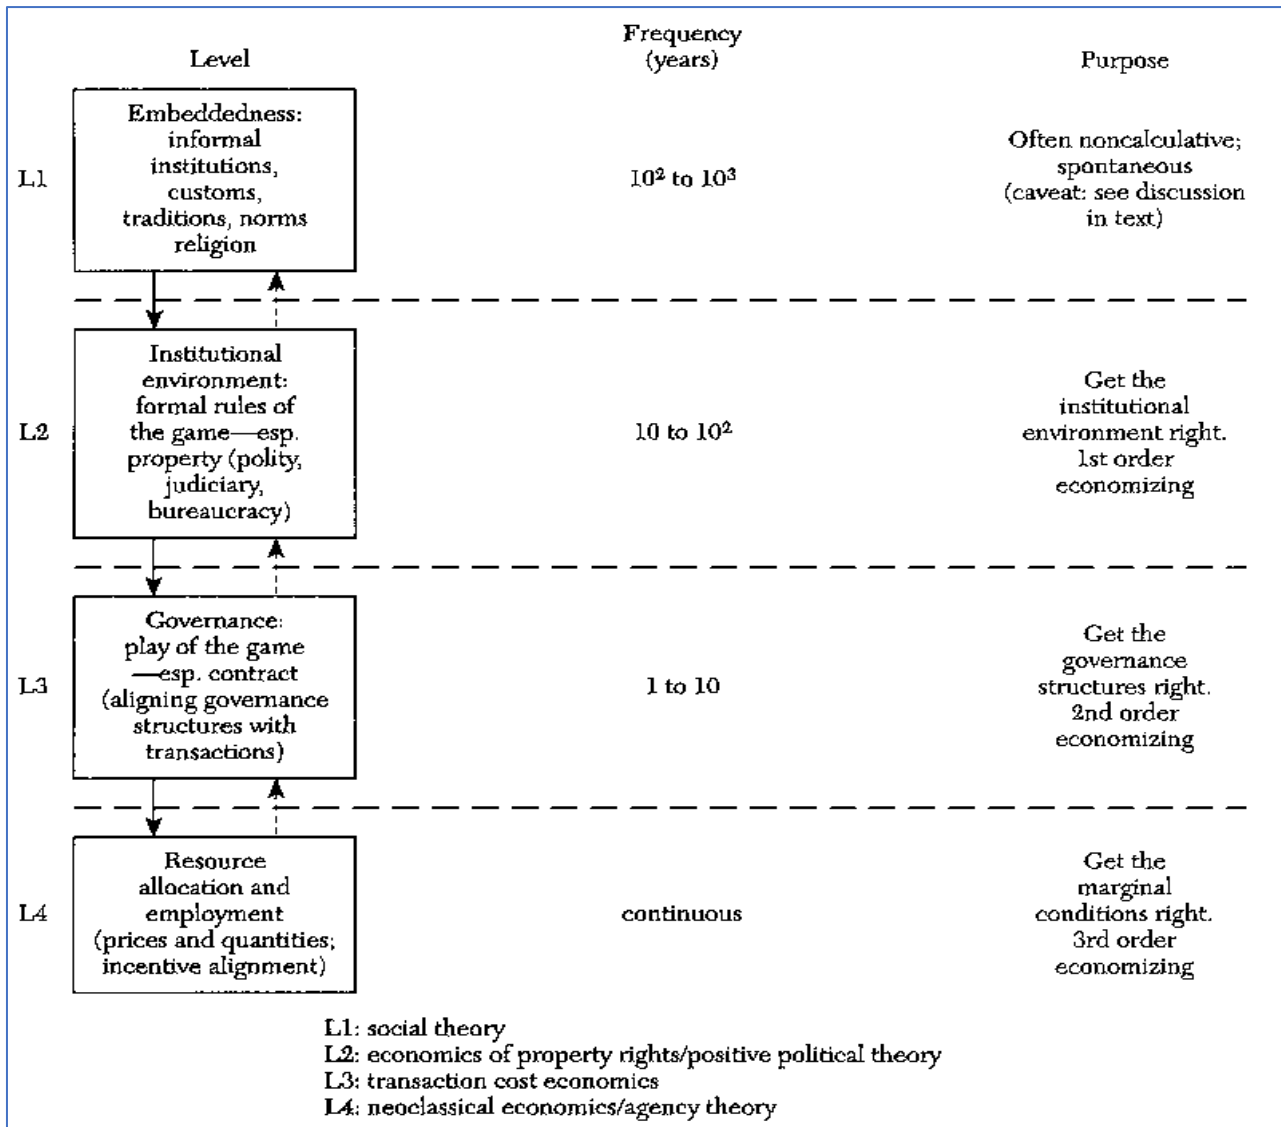 Level
Frequency
(years)
Purpose
L1
Embeddedness:
informal
institutions,
customs,
traditions, norms
religion
10² to 10³
Often noncalculative;
spontaneous
(caveat: see discussion
in text)
L2
Institutional
environment:
formal rules of
the game—esp.
property (polity,
judiciary,
bureaucracy)
10 to 10²
Get the
institutional
environment right.
1st order
economizing
L3
Governance:
play of the game
—esp. contract
(aligning governance
structures with
transactions)
1 to 10
Get the
governance
structures right.
2nd order
economizing
L4
Resource
allocation and
employment
(prices and quantities;
incentive alignment)
continuous
Get the
marginal
conditions right.
3rd order
economizing
L1: social theory
L2: economics of property rights/positive political theory
L3: transaction cost economics
L4: neoclassical economics/agency theory